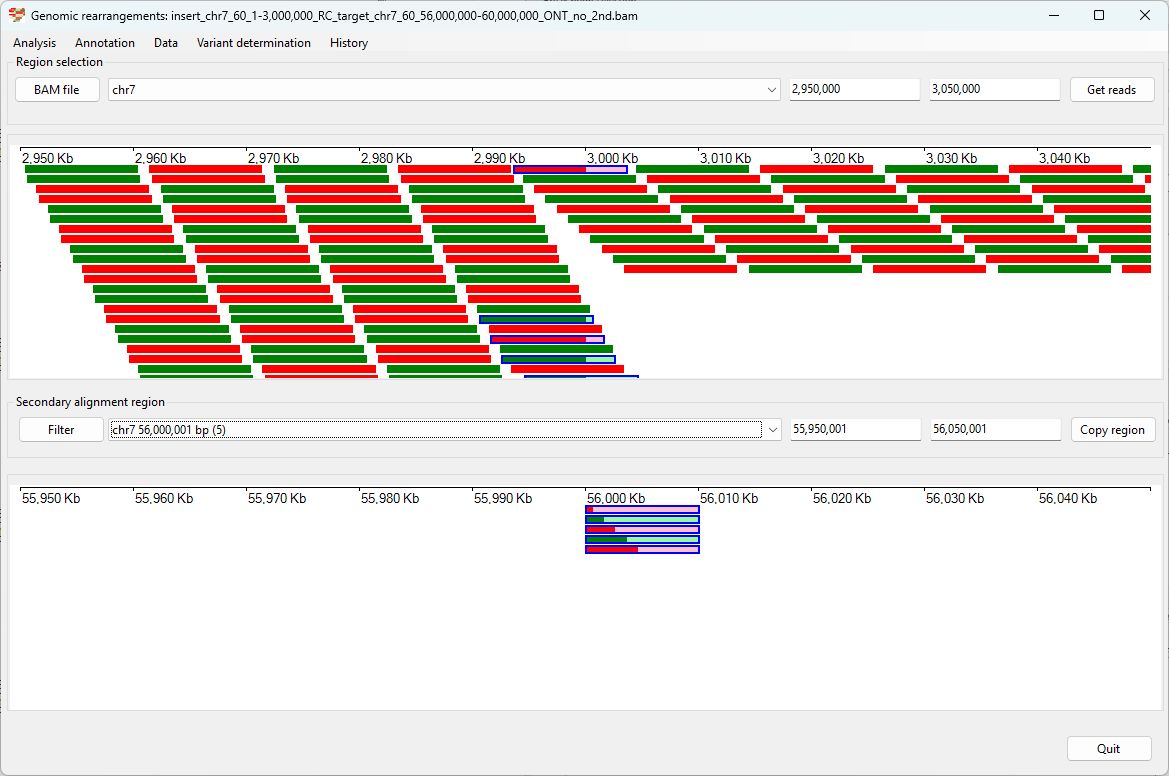 Genomic rearrangements: insert_chr7_60_1-3,000,000_RC_target_chr7_60_56,000,000-60,000,000_ONT_no_2nd.bam
Analysis Annotation Data Variant determination History
Region selection
BAM file chr7 2,950,000 3,050,000 Get reads
2,950 Kb 2,960 Kb 2,970 Kb 2,980 Kb 2,990 Kb 3,000 Kb 3,010 Kb 3,020 Kb 3,030 Kb 3,040 Kb
Secondary alignment region
Filter chr7 56,000,001 bp (5) 55,950,001 56,050,001 Copy region
55,950 Kb 55,960 Kb 55,970 Kb 55,980 Kb 55,990 Kb 56,000 Kb 56,010 Kb 56,020 Kb 56,030 Kb 56,040 Kb
Quit